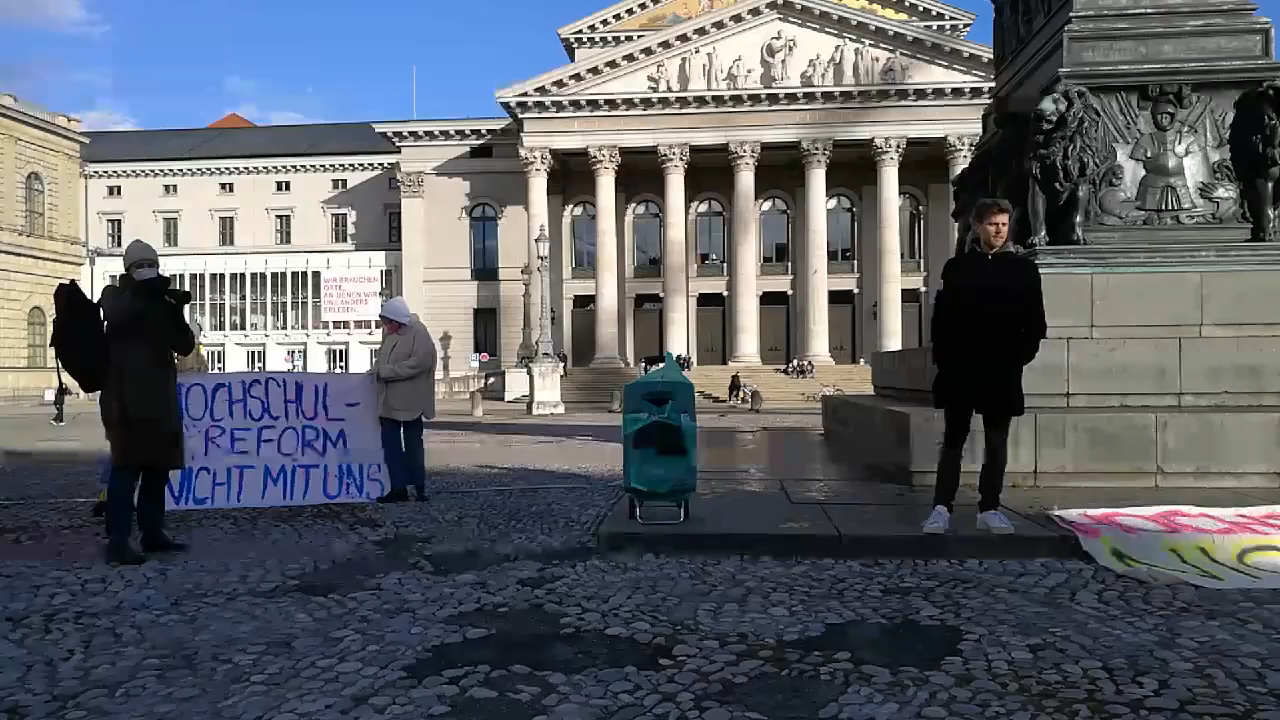 WIR BRAUCHEN
ORTE,
AN DENEN WIR
UNS ANDERS
ERLEBEN.
HOCHSCHUL-
REFORM
NICHT MIT UNS